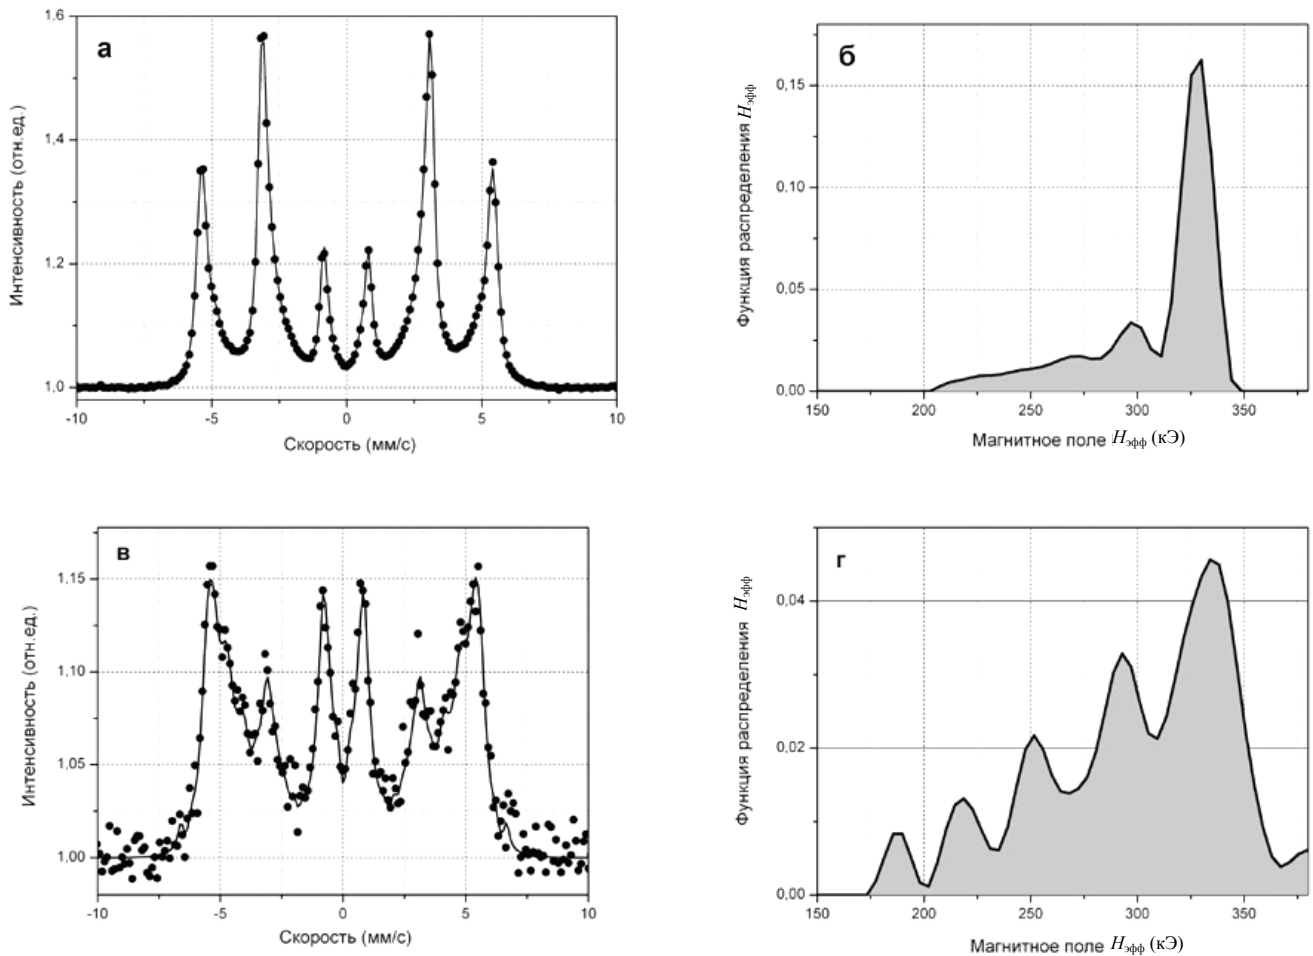 а
Интенсивность (отн.ед.)
1.6
1.4
1.2
1.0
-10
-5
0
5
10
Скорость (мм/с)
б
Функция распределения Hэфф
0,15
0,10
0,05
0,00
150
200
250
300
350
Магнитное поле Hэфф (кЭ)
в
Интенсивность (отн.ед.)
1,15
1,10
1.05
1.00
-10
-5
0
5
10
Скорость (мм/с)
г
Функция распределения Hэфф
0,04
0,02
0,00
150
200
250
300
350
Магнитное поле Hэфф (кЭ)